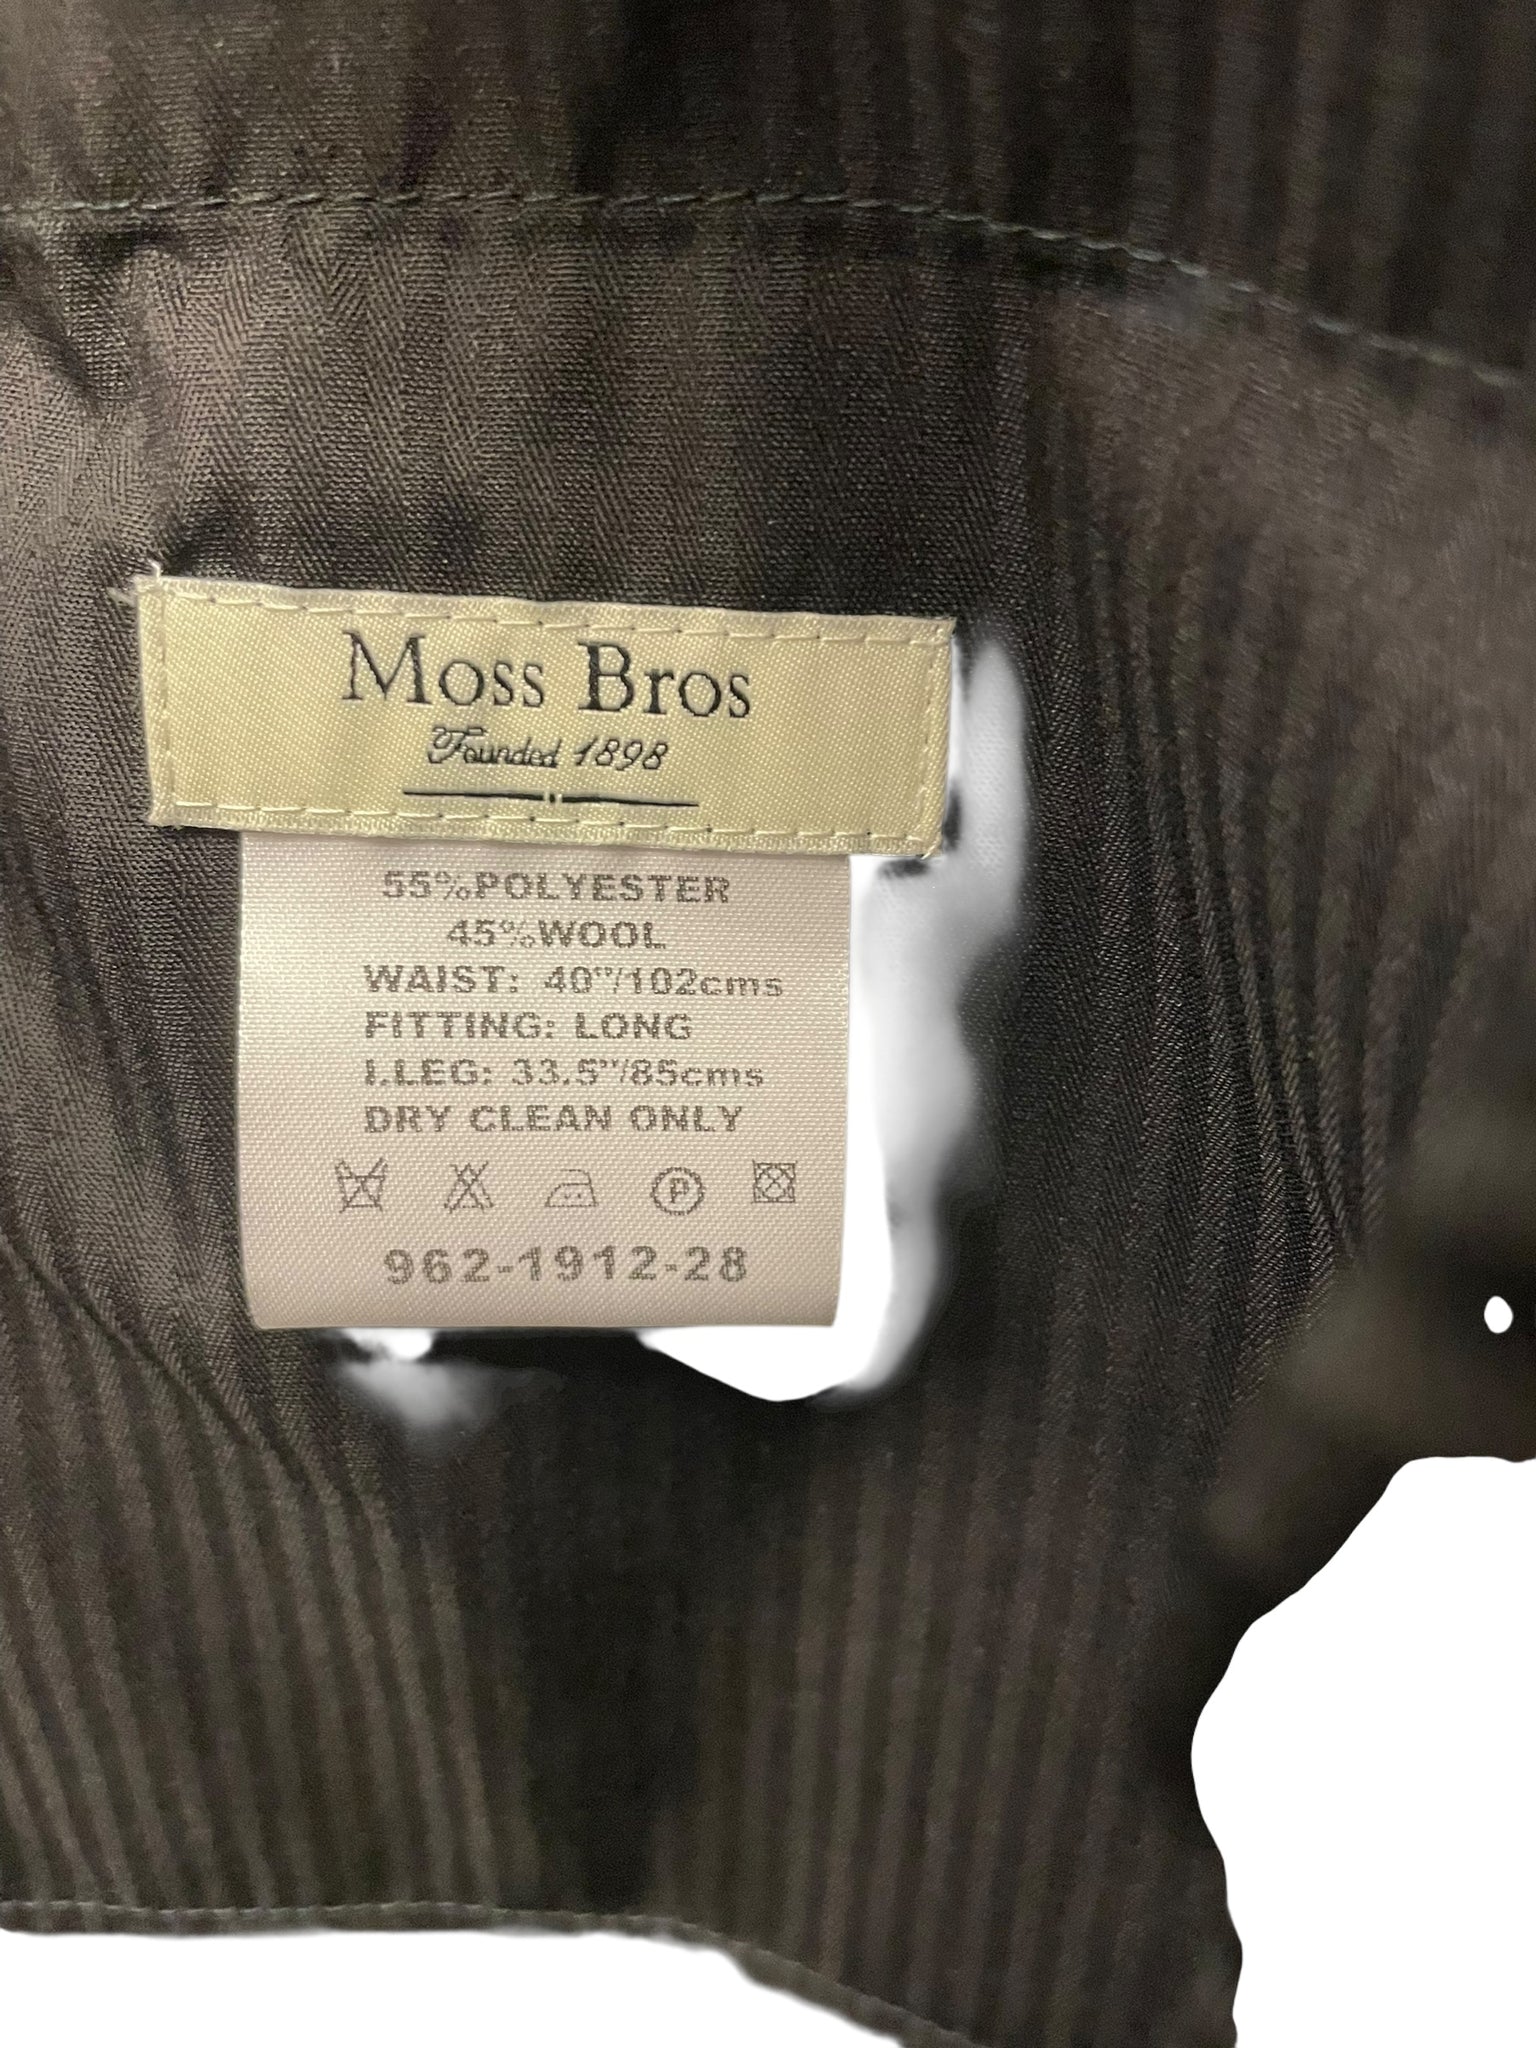 Moss Bros
Founded 1898
55%POLYESTER
45%WOOL
WAIST: 40"/102cms
FITTING: LONG
I.LEG: 33.5"/85cms
DRY CLEAN ONLY
P
962-1912-28